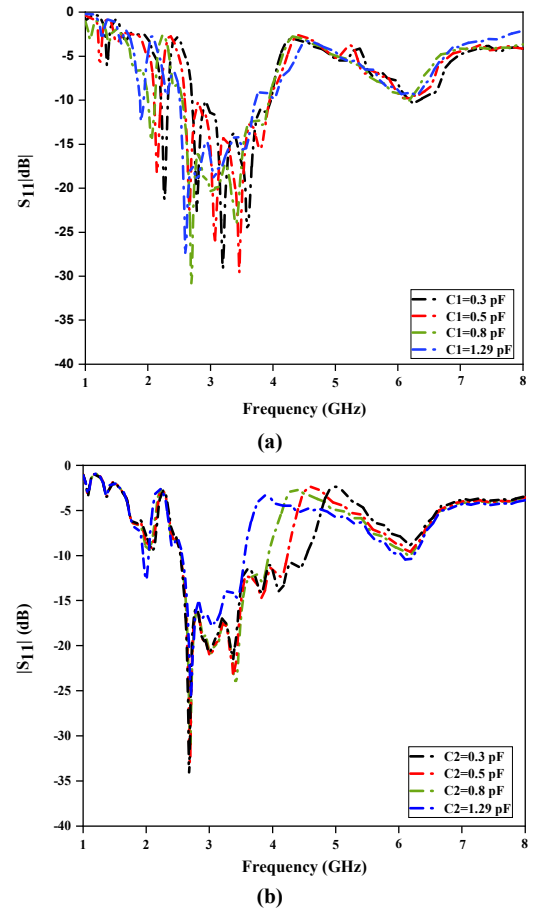 0
-5
-10
-15
-20
-25
-30
-35
-40
S11|dB|
C1=0.3 pF
C1=0.5 pF
C1=0.8 pF
C1=1.29 pF
1 2 3 4 5 6 7 8
Frequency (GHz)
(a)
0
-5
-10
-15
-20
-25
-30
-35
-40
|S11| (dB)
C2=0.3 pF
C2=0.5 pF
C2=0.8 pF
C2=1.29 pF
1 2 3 4 5 6 7 8
Frequency (GHz)
(b)